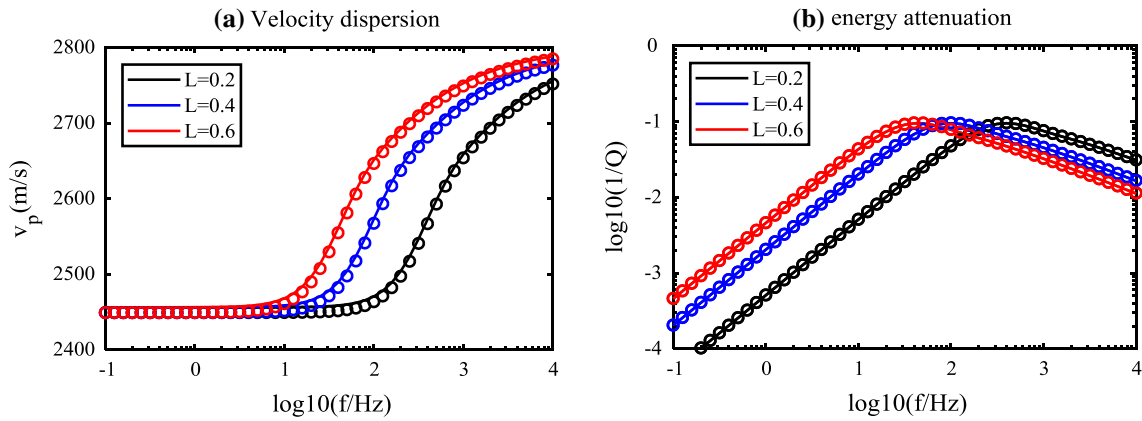 (a) Velocity dispersion
2800
2700
2600
2500
2400
v_p(m/s)
L=0.2
L=0.4
L=0.6
-1 0 1 2 3 4
log10(f/Hz)
(b) energy attenuation
0
-1
-2
-3
-4
log10(1/Q)
L=0.2
L=0.4
L=0.6
-1 0 1 2 3 4
log10(f/Hz)